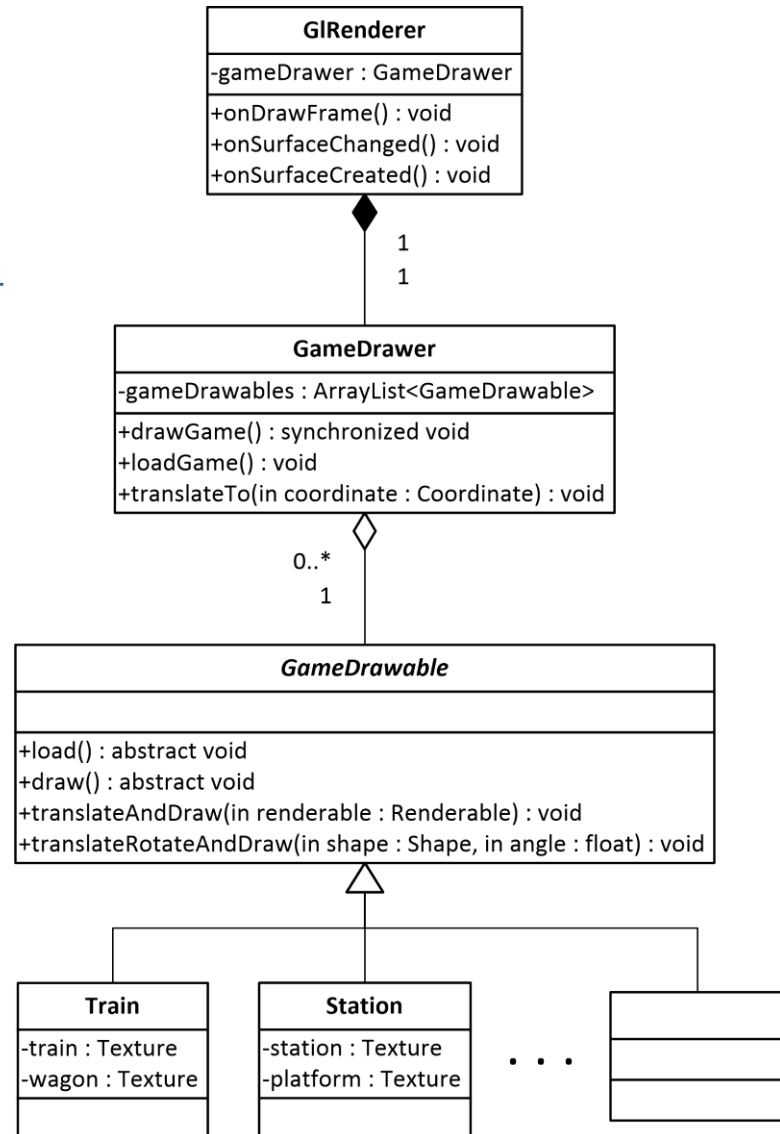 GlRenderer
-gameDrawer : GameDrawer
+onDrawFrame() : void
+onSurfaceChanged() : void
+onSurfaceCreated() : void
1
1
GameDrawer
-gameDrawables : ArrayList<GameDrawable>
+drawGame() : synchronized void
+loadGame() : void
+translateTo(in coordinate : Coordinate) : void
0..*
1
GameDrawable
+load() : abstract void
+draw() : abstract void
+translateAndDraw(in renderable : Renderable) : void
+translateRotateAndDraw(in shape : Shape, in angle : float) : void
Train
-train : Texture
-wagon : Texture
Station
-station : Texture
-platform : Texture
. . .